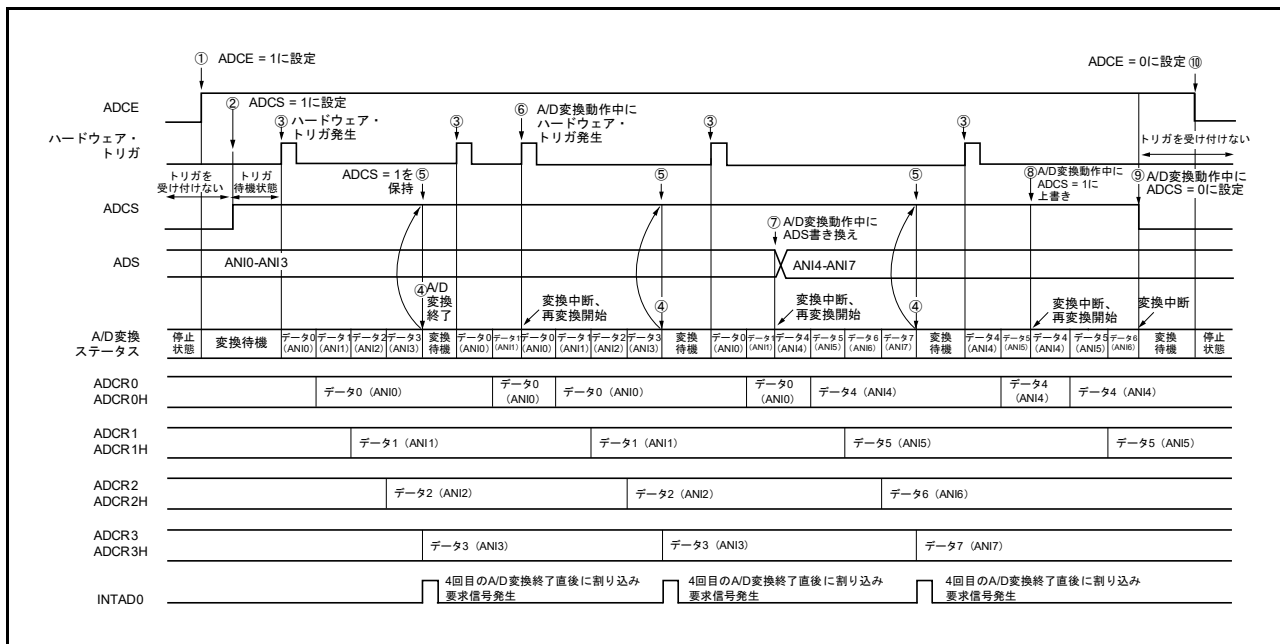 ① ADCE = 1に設定
ADCE = 0に設定 ⑩
ADCE
② ADCS = 1に設定
③ ハードウェア・
トリガ発生
③
⑥ A/D変換動作中に
ハードウェア・
トリガ発生
③
③
ハードウェア・
トリガ
トリガを受け付けない
トリガを
受け付けない
トリガ
待機状態
ADCS = 1を ⑤
保持
⑤
⑤
⑧ A/D変換動作中に
ADCS = 1に
上書き
⑨ A/D変換動作中に
ADCS = 0に設定
ADCS
⑦ A/D変換動作中に
ADS書き換え
ADS
ANI0-ANI3
ANI4-ANI7
④ A/D
変換
終了
変換中断、
再変換開始
④
変換中断、
再変換開始
④
変換中断、
再変換開始
変換中断
A/D変換
ステータス
停止
状態
変換待機
データ0
(ANI0)
データ1
(ANI1)
データ2
(ANI2)
データ3
(ANI3)
変換
待機
データ0
(ANI0)
データ1
(ANI1)
データ0
(ANI0)
データ1
(ANI1)
データ2
(ANI2)
データ3
(ANI3)
変換
待機
データ0
(ANI0)
データ1
(ANI1)
データ4
(ANI4)
データ5
(ANI5)
データ6
(ANI6)
データ7
(ANI7)
変換
待機
データ4
(ANI4)
データ5
(ANI5)
データ4
(ANI4)
データ5
(ANI5)
データ6
(ANI6)
変換
待機
停止
状態
ADCR0
ADCR0H
データ0（ANI0）
データ0
(ANI0)
データ0（ANI0）
データ0
(ANI0)
データ4（ANI4）
データ4
(ANI4)
データ4（ANI4）
ADCR1
ADCR1H
データ1（ANI1）
データ1（ANI1）
データ5（ANI5）
データ5（ANI5）
ADCR2
ADCR2H
データ2（ANI2）
データ2（ANI2）
データ6（ANI6）
ADCR3
ADCR3H
データ3（ANI3）
データ3（ANI3）
データ7（ANI7）
INTAD0
4回目のA/D変換終了直後に割り込み
要求信号発生
4回目のA/D変換終了直後に割り込み
要求信号発生
4回目のA/D変換終了直後に割り込み
要求信号発生